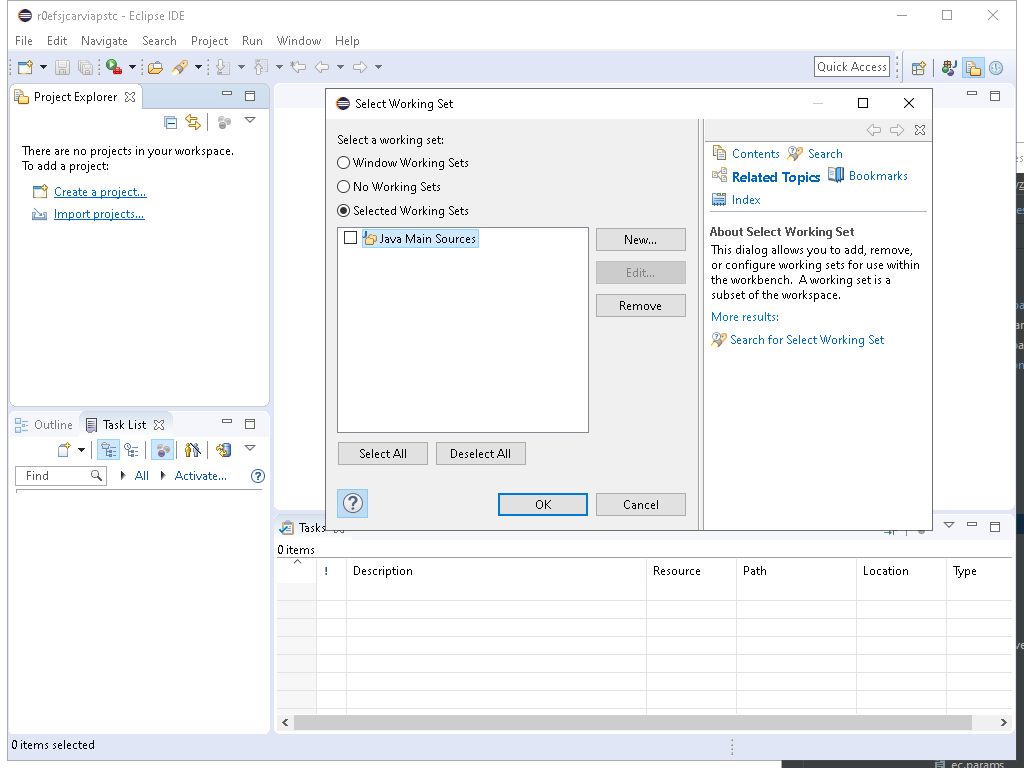 r0efsjcarviapstc - Eclipse IDE
File Edit Navigate Search Project Run Window Help
Quick Access
Project Explorer
There are no projects in your workspace.
To add a project:
Create a project...
Import projects...
Select Working Set
Select a working set:
Window Working Sets
No Working Sets
Selected Working Sets
Java Main Sources
New...
Edit...
Remove
Select All Deselect All
OK Cancel
Contents Search
Related Topics Bookmarks
Index
About Select Working Set
This dialog allows you to add, remove,
or configure working sets for use within
the workbench. A working set is a
subset of the workspace.
More results:
Search for Select Working Set
Outline Task List
Find All Activate...
Tasks
0 items
! Description Resource Path Location Type
0 items selected
ec.params